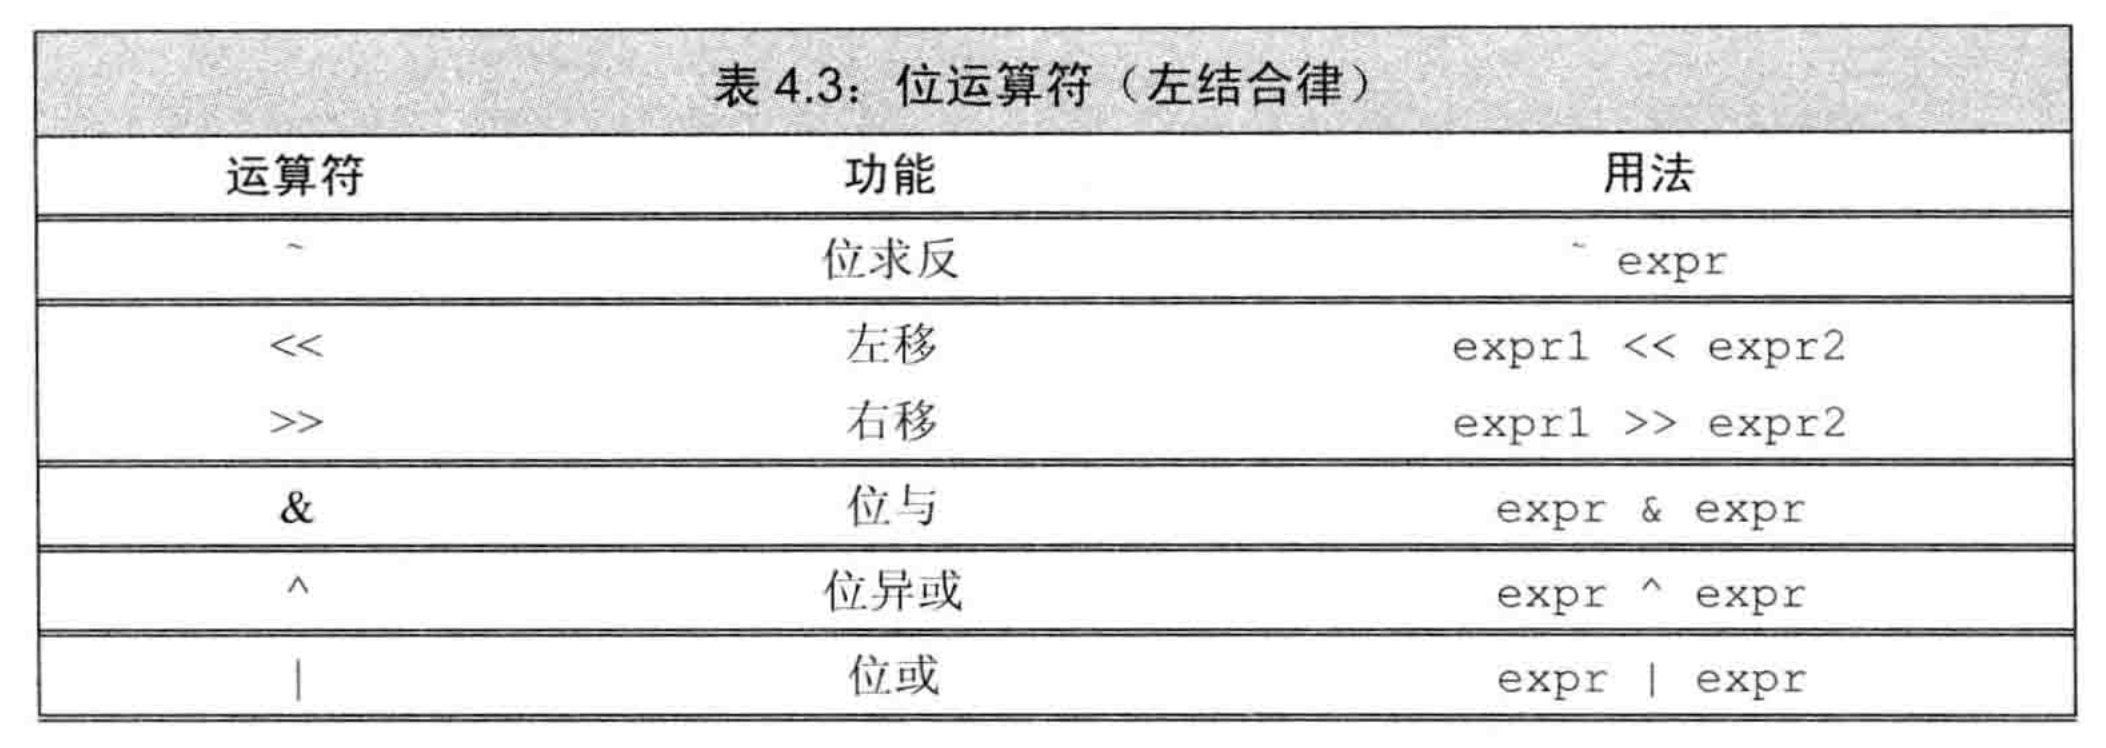 表 4.3：位运算符（左结合律）
运算符 功能 用法
~ 位求反 ~ expr
<< 左移 expr1 << expr2
>> 右移 expr1 >> expr2
& 位与 expr & expr
^ 位异或 expr ^ expr
| 位或 expr | expr